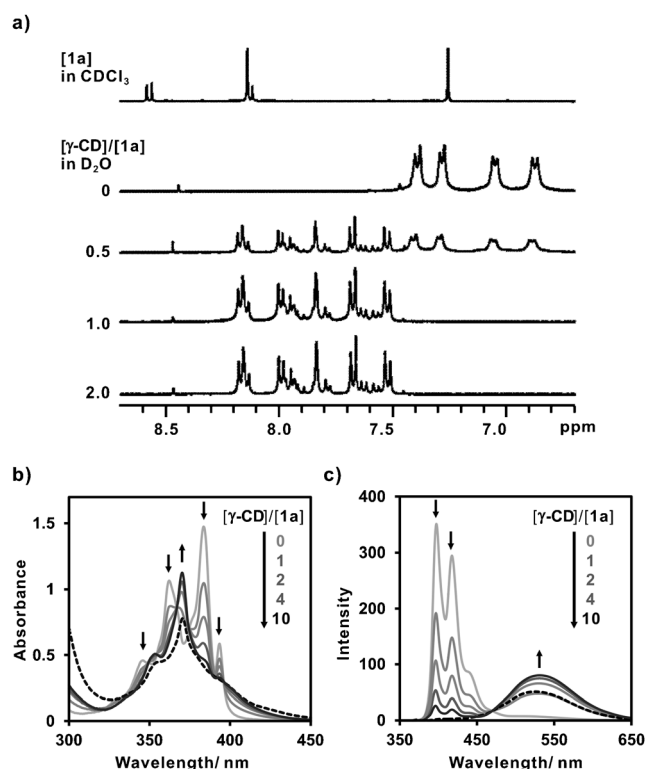 a)
[1a]
in CDCl3
[γ-CD]/[1a]
in D2O
0
0.5
1.0
2.0
8.5 8.0 7.5 7.0 ppm
b)
Absorbance
1.5
1
0.5
0
300 350 400 450
Wavelength/ nm
[γ-CD]/[1a]
0
1
2
4
10
c)
Intensity
400
300
200
100
0
350 450 550 650
Wavelength/ nm
[γ-CD]/[1a]
0
1
2
4
10